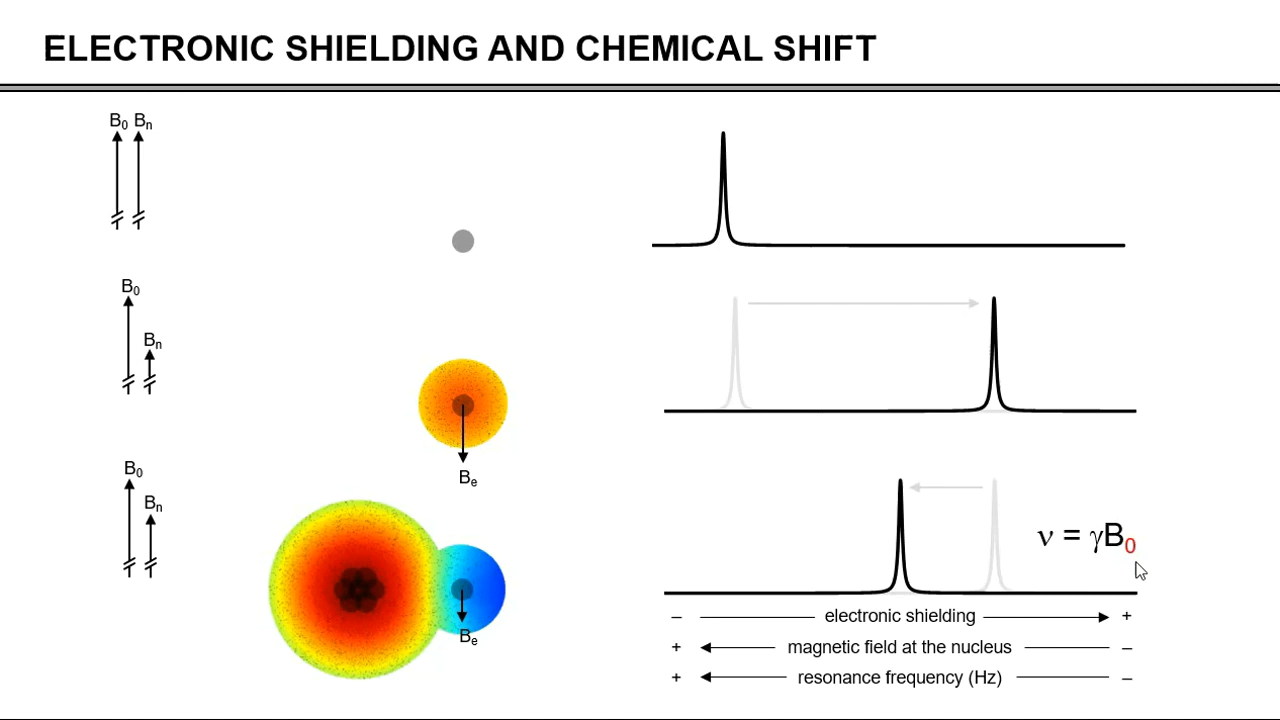 ELECTRONIC SHIELDING AND CHEMICAL SHIFT
B0 Bn
B0
Bn
Be
B0
Bn
Be
ν = γB0
– electronic shielding +
+ magnetic field at the nucleus –
+ resonance frequency (Hz) –